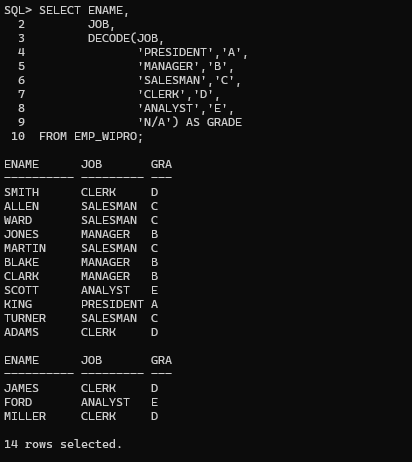 SQL> SELECT ENAME,
  2         JOB,
  3         DECODE(JOB,
  4                'PRESIDENT','A',
  5                'MANAGER','B',
  6                'SALESMAN','C',
  7                'CLERK','D',
  8                'ANALYST','E',
  9                'N/A') AS GRADE
 10  FROM EMP_WIPRO;

ENAME      JOB       GRA
---------- --------- ---
SMITH      CLERK     D
ALLEN      SALESMAN  C
WARD       SALESMAN  C
JONES      MANAGER   B
MARTIN     SALESMAN  C
BLAKE      MANAGER   B
CLARK      MANAGER   B
SCOTT      ANALYST   E
KING       PRESIDENT A
TURNER     SALESMAN  C
ADAMS      CLERK     D

ENAME      JOB       GRA
---------- --------- ---
JAMES      CLERK     D
FORD       ANALYST   E
MILLER     CLERK     D

14 rows selected.